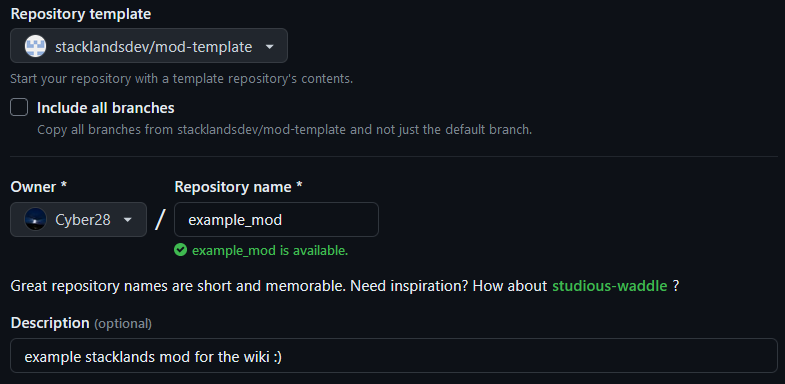 Repository template
stacklandsdev/mod-template
Start your repository with a template repository's contents.
Include all branches
Copy all branches from stacklandsdev/mod-template and not just the default branch.
Owner * Repository name *
Cyber28 / example_mod
example_mod is available.
Great repository names are short and memorable. Need inspiration? How about studious-waddle ?
Description (optional)
example stacklands mod for the wiki :)